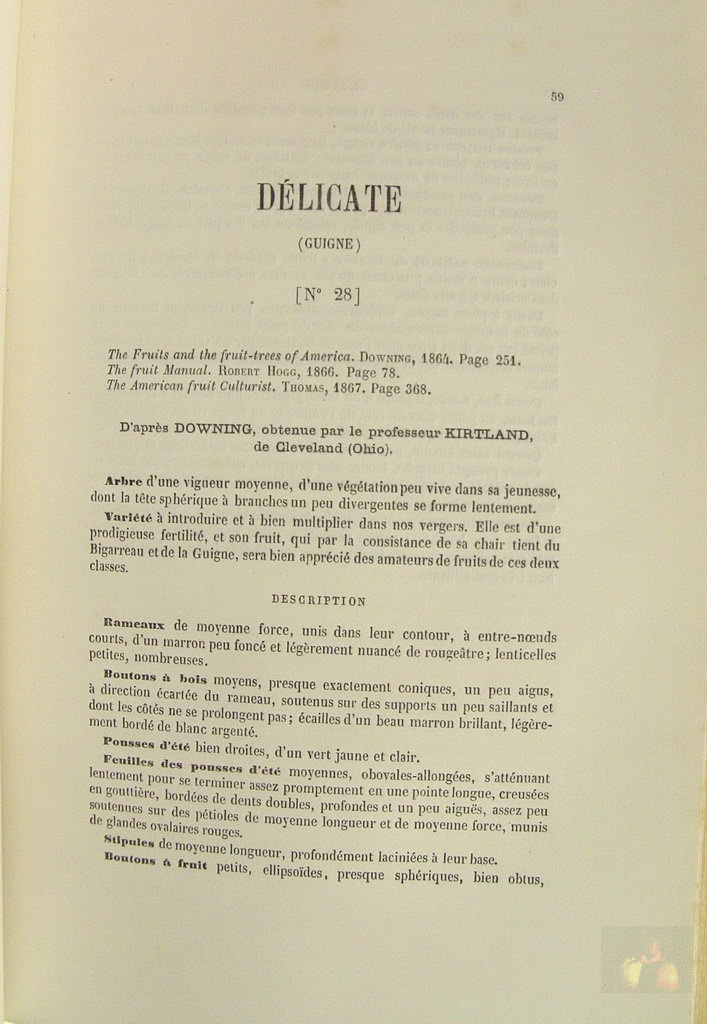 59
DÉLICATE
(GUIGNE)
[N° 28]
The Fruits and the fruit-trees of America. DOWNING, 1864. Page 251.
The fruit Manual. ROBERT HOGG, 1866. Page 78.
The American fruit Culturist. THOMAS, 1867. Page 368.
D'après DOWNING, obtenue par le professeur KIRTLAND,
de Cleveland (Ohio).
Arbre d'une vigueur moyenne, d'une végétation peu vive dans sa jeunesse,
dont la tête sphérique à branches un peu divergentes se forme lentement.
Variété à introduire et à bien multiplier dans nos vergers. Elle est d'une
prodigieuse fertilité, et son fruit, qui par la consistance de sa chair tient du
Bigarreau et de la Guigne, sera bien apprécié des amateurs de fruits de ces deux
classes.
DESCRIPTION
Rameaux de moyenne force, unis dans leur contour, à entre-nœuds
courts, d'un marron peu foncé et légèrement nuancé de rougeâtre; lenticelles
petites, nombreuses.
Boutons à bois moyens, presque exactement coniques, un peu aigus,
à direction écartée du rameau, soutenus sur des supports un peu saillants et
dont les côtés ne se prolongent pas; écailles d'un beau marron brillant, légère-
ment bordé de blanc argenté.
Pousses d'été bien droites, d'un vert jaune et clair.
Feuilles des pousses d'été moyennes, obovales-allongées, s'atténuant
lentement pour se terminer assez promptement en une pointe longue, creusées
en gouttière, bordées de dents doubles, profondes et un peu aiguës, assez peu
soutenues sur des pétioles de moyenne longueur et de moyenne force, munis
de glandes ovalaires rouges.
Stipules de moyenne longueur, profondément laciniées à leur base.
Boutons à fruit petits, ellipsoïdes, presque sphériques, bien obtus,